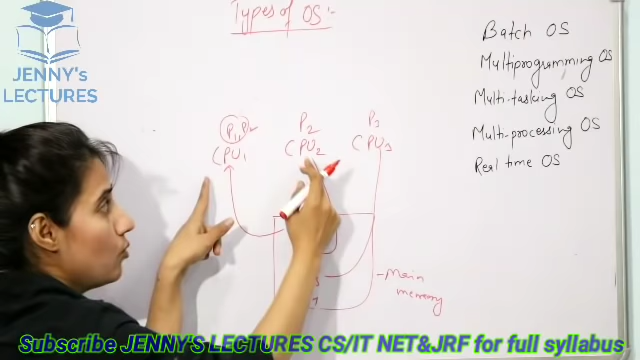 Types of OS :-
JENNY's
LECTURES
Batch OS
Multiprogramming OS
Multi-tasking OS
Multi-processing OS
Real time OS
P1, P2
CPU1
P2
CPU2
P3
CPU3
Main
memory
Subscribe JENNY'S LECTURES CS/IT NET&JRF for full syllabus